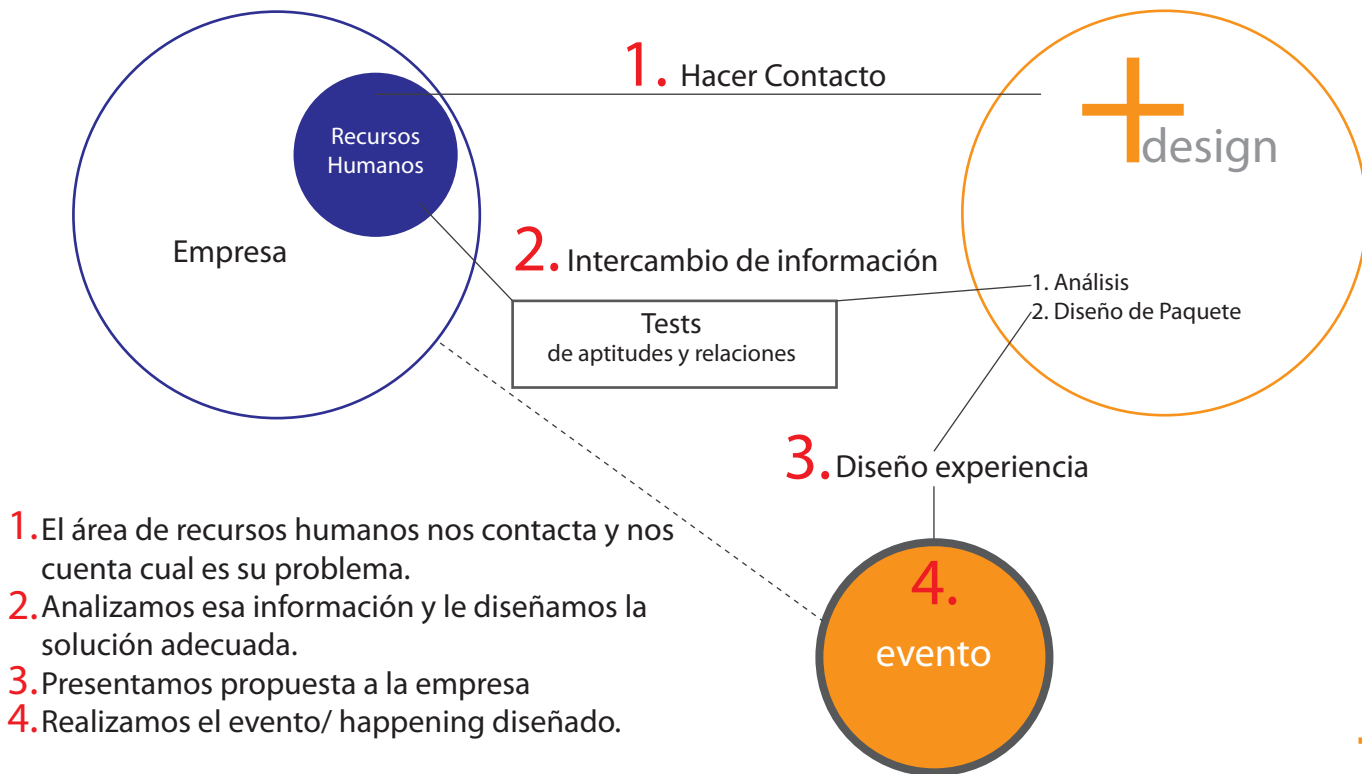 1. Hacer Contacto
Recursos
Humanos
design
Empresa
2. Intercambio de información
Tests
de aptitudes y relaciones
1. Análisis
2. Diseño de Paquete
3. Diseño experiencia
4.
evento
1. El área de recursos humanos nos contacta y nos
cuenta cual es su problema.
2. Analizamos esa información y le diseñamos la
solución adecuada.
3. Presentamos propuesta a la empresa
4. Realizamos el evento/ happening diseñado.